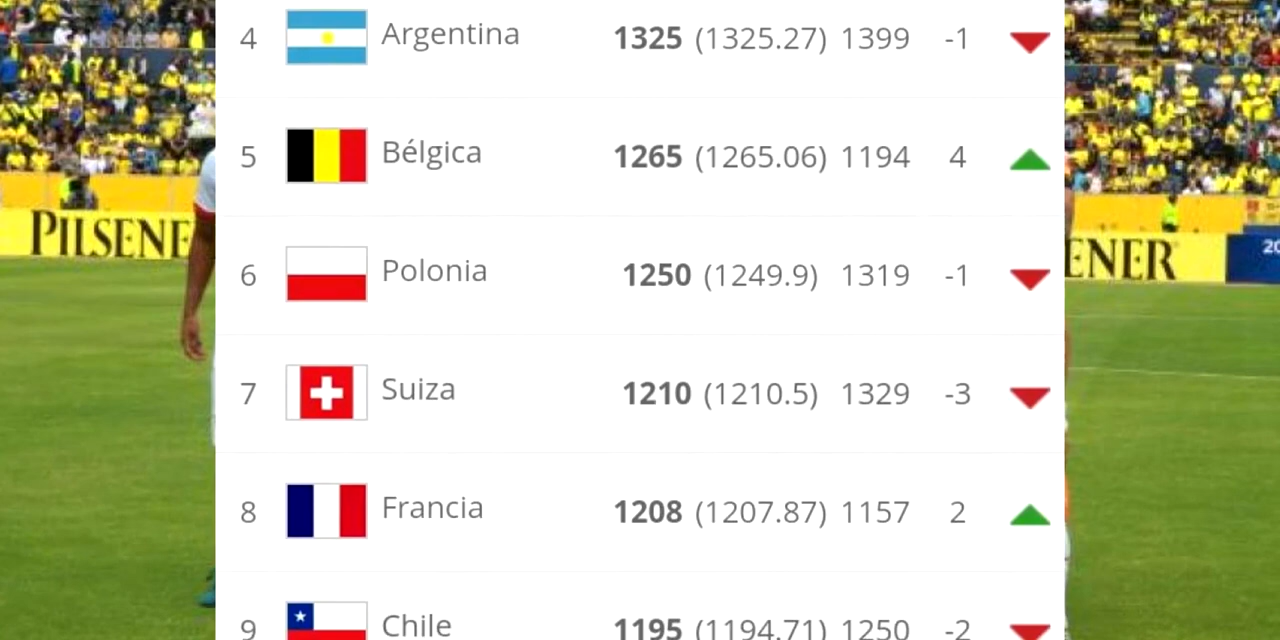 4 Argentina 1325 (1325.27) 1399 -1
5 Bélgica 1265 (1265.06) 1194 4
PILSENE
6 Polonia 1250 (1249.9) 1319 -1
ENER
20
7 Suiza 1210 (1210.5) 1329 -3
8 Francia 1208 (1207.87) 1157 2
9 Chile 1195 (1194.71) 1250 -2